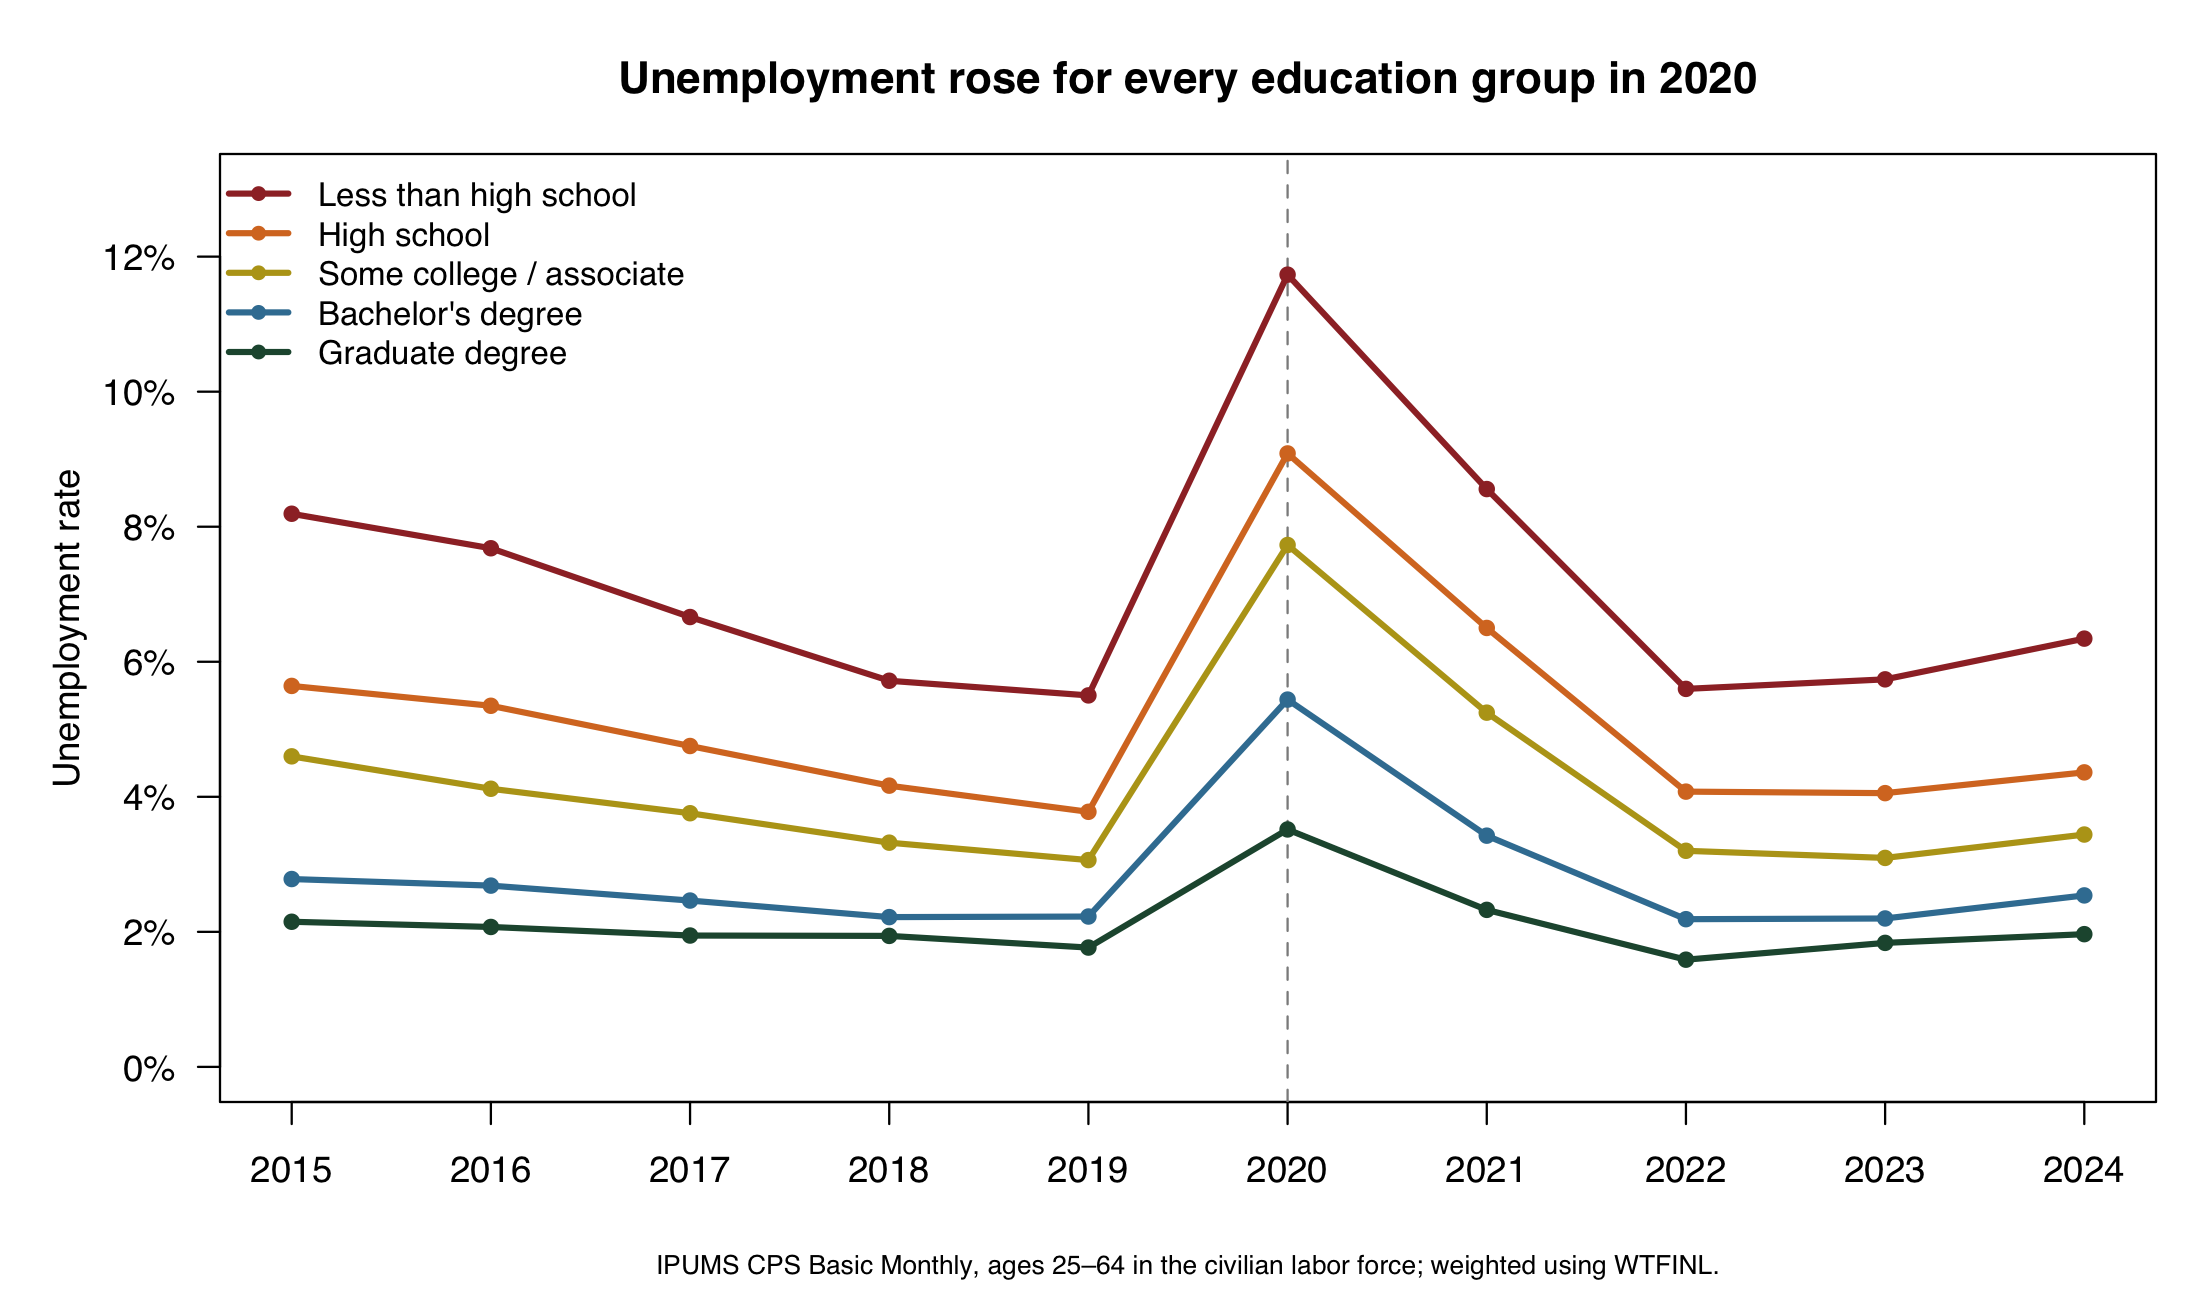 Unemployment rose for every education group in 2020
Less than high school
High school
Some college / associate
Bachelor's degree
Graduate degree
Unemployment rate
12%
10%
8%
6%
4%
2%
0%
2015 2016 2017 2018 2019 2020 2021 2022 2023 2024
IPUMS CPS Basic Monthly, ages 25–64 in the civilian labor force; weighted using WTFINL.